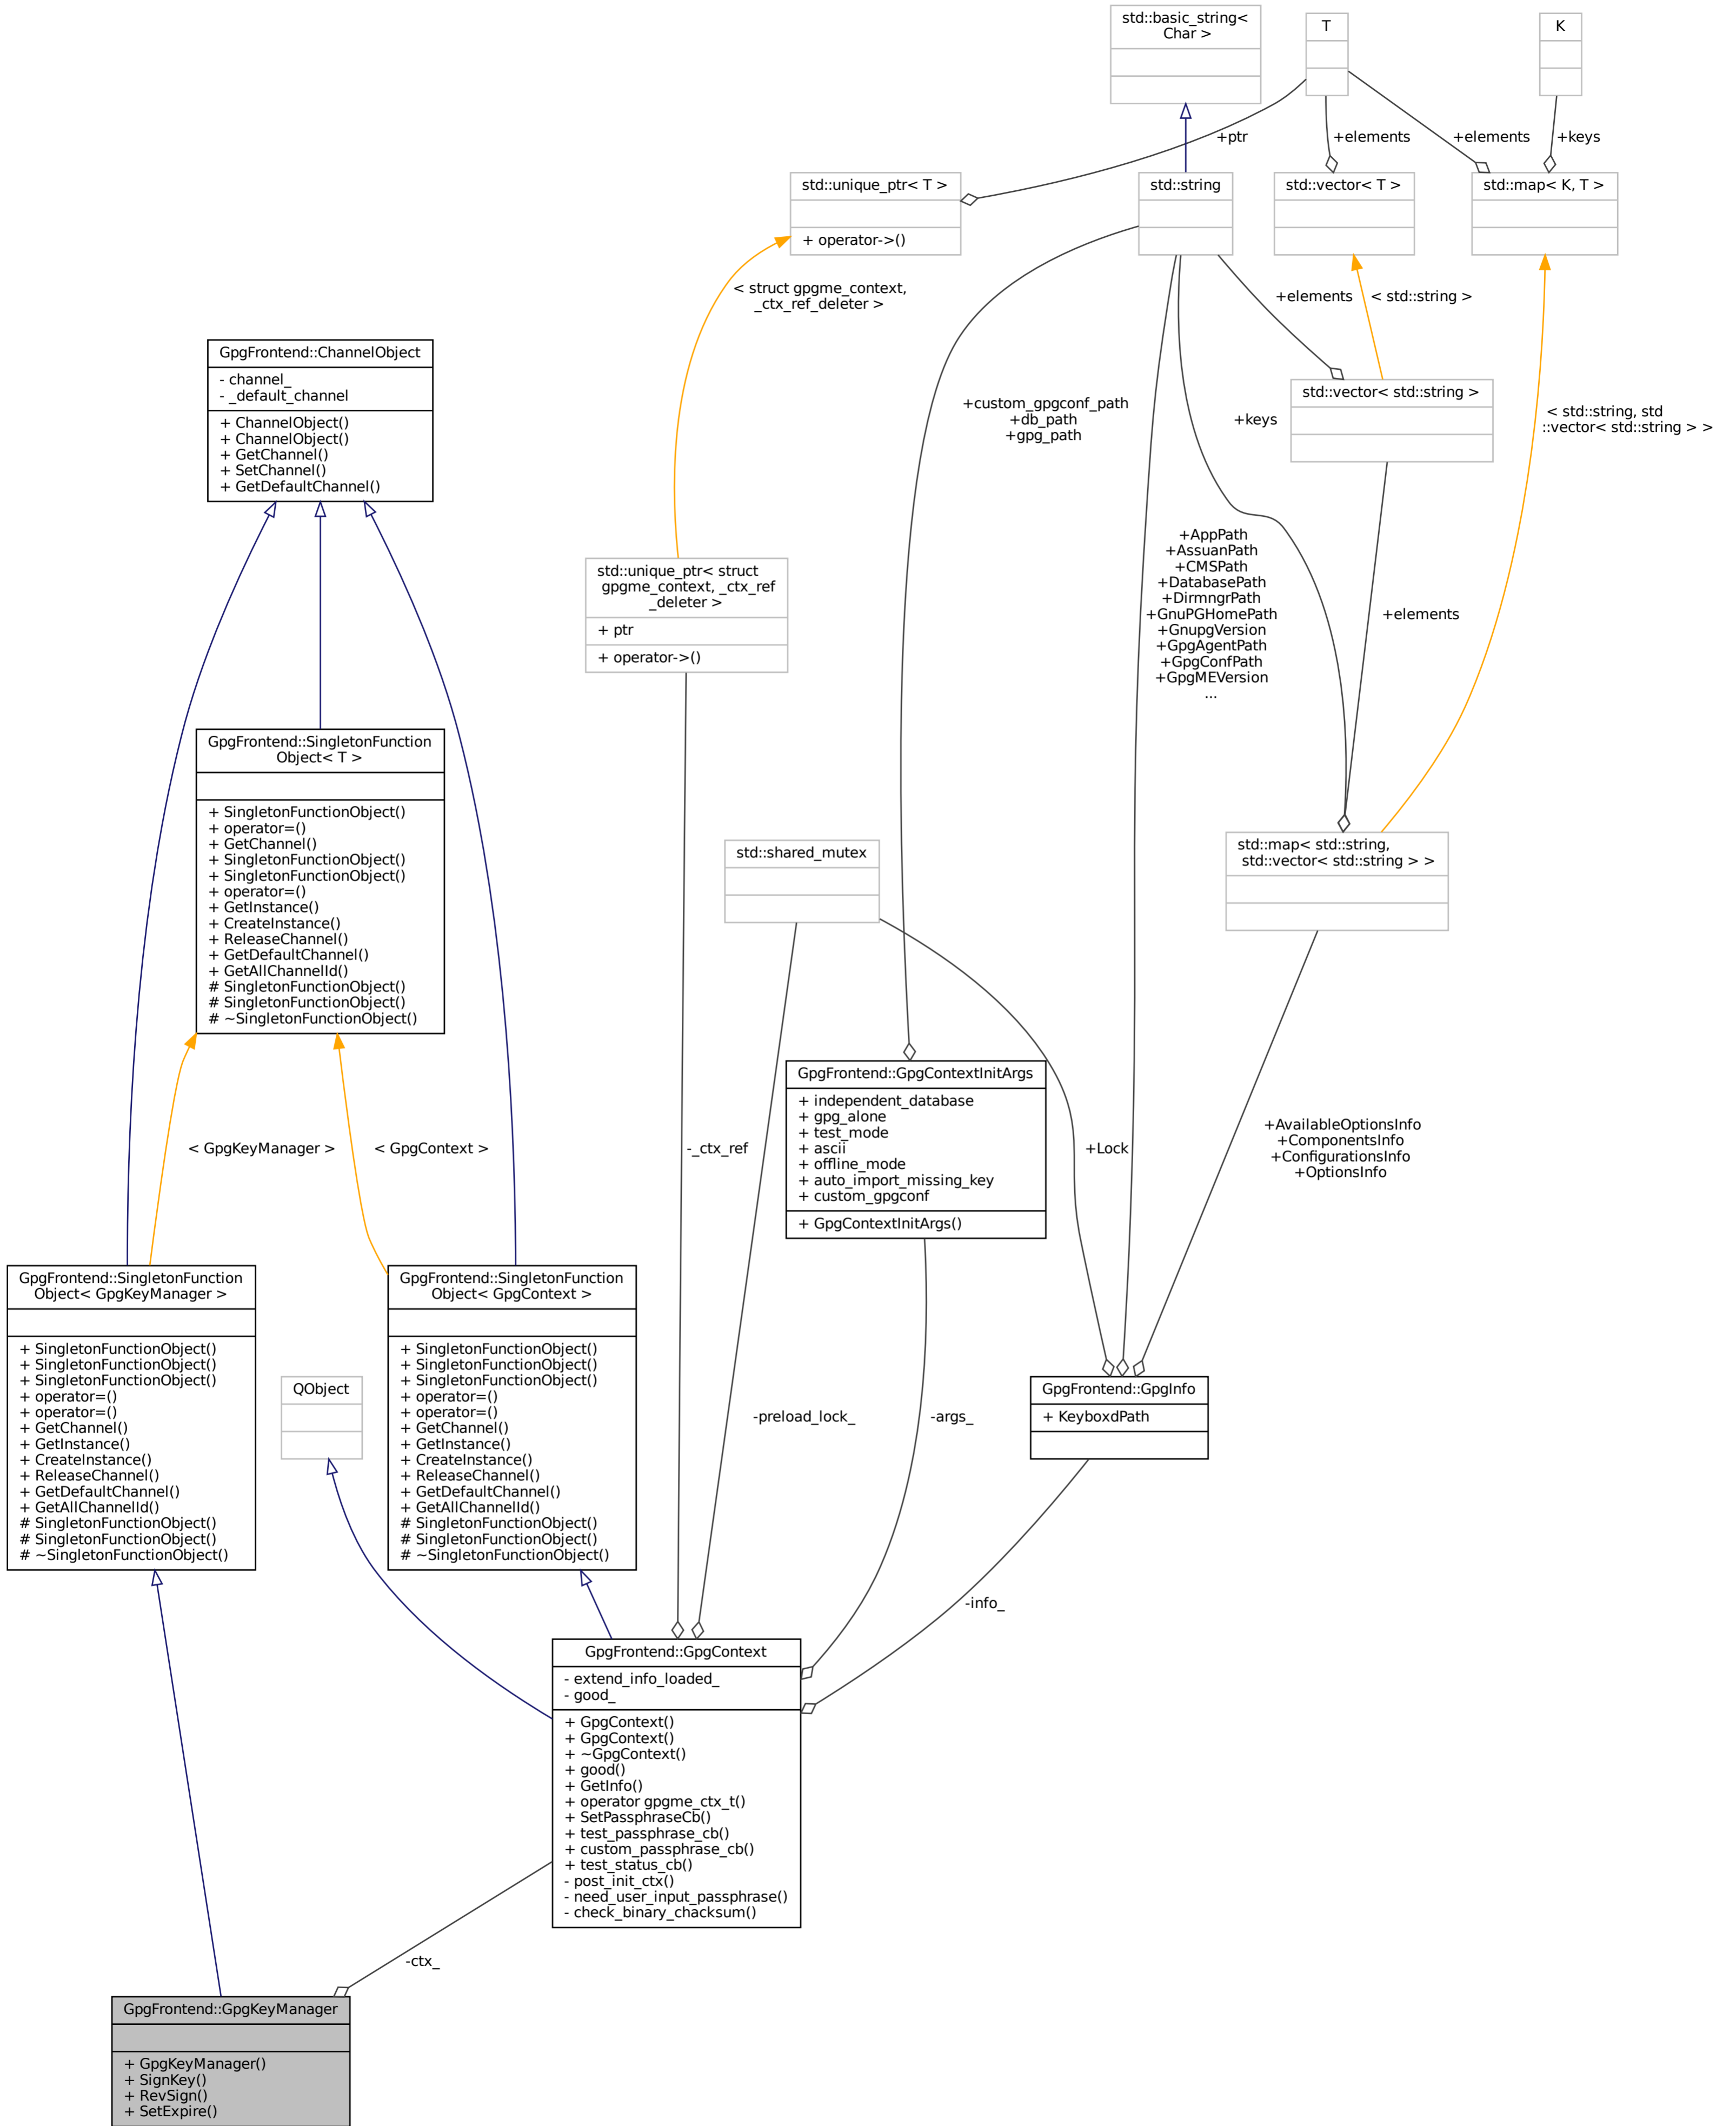 std::basic_string<
Char >
T
K
+ptr
+elements
+elements
+keys
std::unique_ptr< T >
+ operator->()
std::string
std::vector< T >
std::map< K, T >
< struct gpgme_context,
_ctx_ref_deleter >
+elements
< std::string >
GpgFrontend::ChannelObject
- channel_
- _default_channel
+ ChannelObject()
+ ChannelObject()
+ GetChannel()
+ SetChannel()
+ GetDefaultChannel()
+custom_gpgconf_path
+db_path
+gpg_path
+keys
std::vector< std::string >
< std::string, std
::vector< std::string > >
std::unique_ptr< struct
gpgme_context, _ctx_ref
_deleter >
+ ptr
+ operator->()
+AppPath
+AssuanPath
+CMSPath
+DatabasePath
+DirmngrPath
+GnuPGHomePath
+GnupgVersion
+GpgAgentPath
+GpgConfPath
+GpgMEVersion
...
+elements
GpgFrontend::SingletonFunction
Object< T >
+ SingletonFunctionObject()
+ operator=()
+ GetChannel()
+ SingletonFunctionObject()
+ SingletonFunctionObject()
+ operator=()
+ GetInstance()
+ CreateInstance()
+ ReleaseChannel()
+ GetDefaultChannel()
+ GetAllChannelId()
# SingletonFunctionObject()
# SingletonFunctionObject()
# ~SingletonFunctionObject()
std::shared_mutex
std::map< std::string,
std::vector< std::string > >
< GpgKeyManager >
< GpgContext >
-_ctx_ref
GpgFrontend::GpgContextInitArgs
+ independent_database
+ gpg_alone
+ test_mode
+ ascii
+ offline_mode
+ auto_import_missing_key
+ custom_gpgconf
+ GpgContextInitArgs()
+Lock
+AvailableOptionsInfo
+ComponentsInfo
+ConfigurationsInfo
+OptionsInfo
GpgFrontend::SingletonFunction
Object< GpgKeyManager >
+ SingletonFunctionObject()
+ SingletonFunctionObject()
+ SingletonFunctionObject()
+ operator=()
+ operator=()
+ GetChannel()
+ GetInstance()
+ CreateInstance()
+ ReleaseChannel()
+ GetDefaultChannel()
+ GetAllChannelId()
# SingletonFunctionObject()
# SingletonFunctionObject()
# ~SingletonFunctionObject()
QObject
GpgFrontend::SingletonFunction
Object< GpgContext >
+ SingletonFunctionObject()
+ SingletonFunctionObject()
+ SingletonFunctionObject()
+ operator=()
+ operator=()
+ GetChannel()
+ GetInstance()
+ CreateInstance()
+ ReleaseChannel()
+ GetDefaultChannel()
+ GetAllChannelId()
# SingletonFunctionObject()
# SingletonFunctionObject()
# ~SingletonFunctionObject()
-preload_lock_
-args_
GpgFrontend::GpgInfo
+ KeyboxdPath
-info_
GpgFrontend::GpgContext
- extend_info_loaded_
- good_
+ GpgContext()
+ GpgContext()
+ ~GpgContext()
+ good()
+ GetInfo()
+ operator gpgme_ctx_t()
+ SetPassphraseCb()
+ test_passphrase_cb()
+ custom_passphrase_cb()
+ test_status_cb()
- post_init_ctx()
- need_user_input_passphrase()
- check_binary_chacksum()
-ctx_
GpgFrontend::GpgKeyManager
+ GpgKeyManager()
+ SignKey()
+ RevSign()
+ SetExpire()